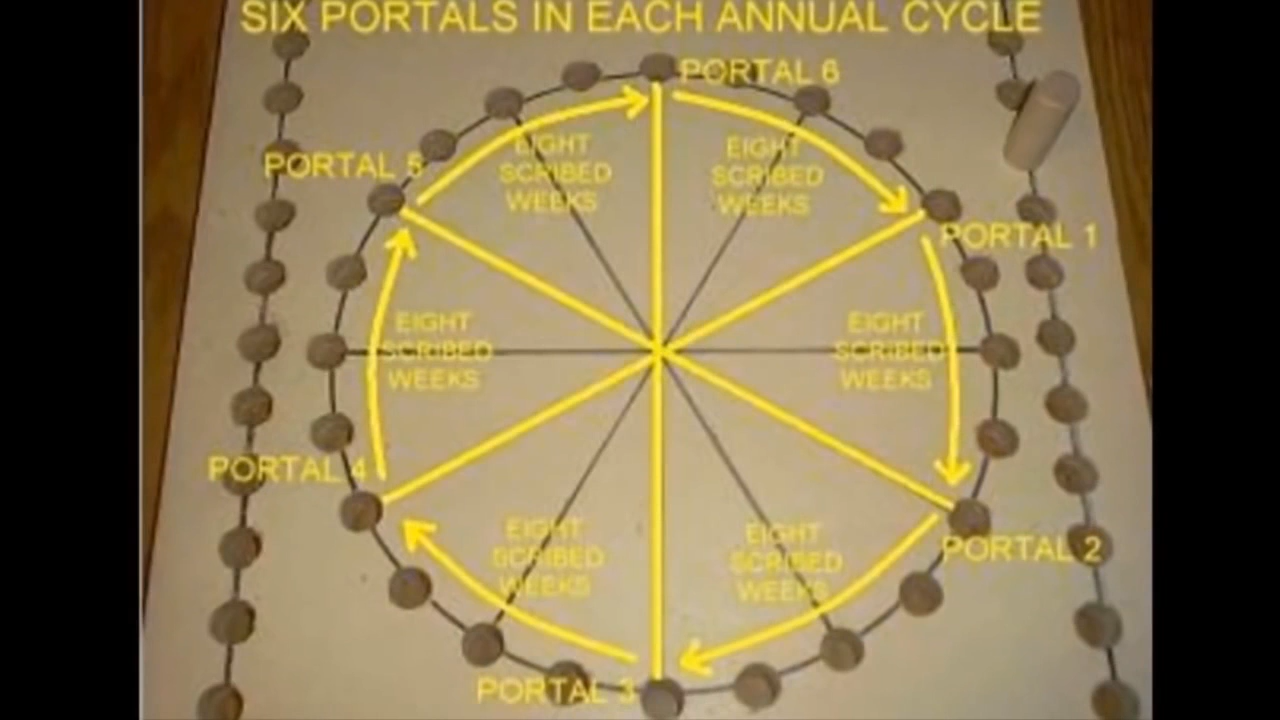 SIX PORTALS IN EACH ANNUAL CYCLE
PORTAL 6
EIGHT
SCRIBED
WEEKS
EIGHT
SCRIBED
WEEKS
PORTAL 5
PORTAL 1
EIGHT
SCRIBED
WEEKS
EIGHT
SCRIBED
WEEKS
PORTAL 4
EIGHT
SCRIBED
WEEKS
EIGHT
SCRIBED
WEEKS
PORTAL 2
PORTAL 3